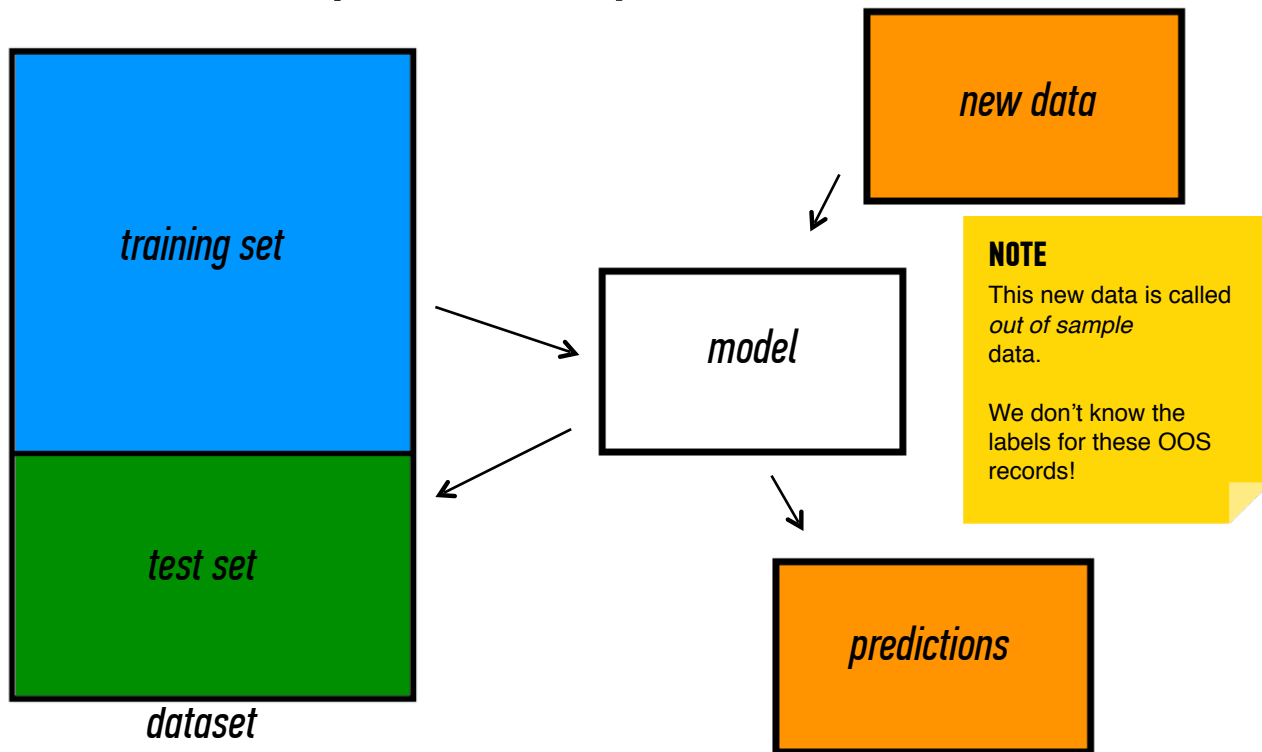 new data
training set
NOTE
This new data is called
out of sample
data.
model
We don't know the
labels for these OOS
records!
test set
predictions
dataset